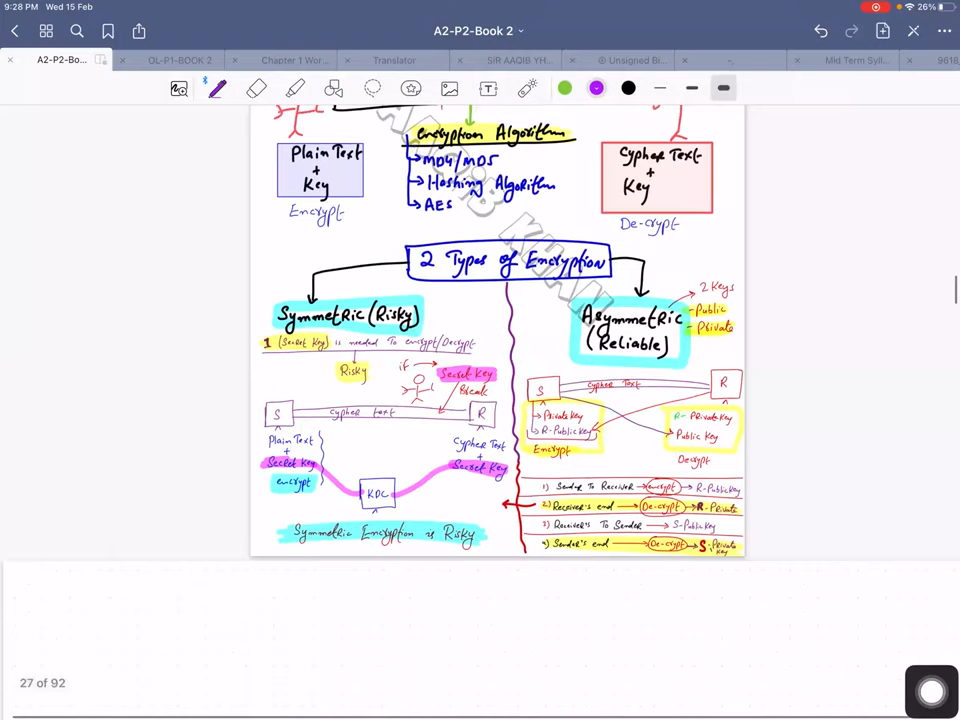 9:28 PM Wed 15 Feb
26%
A2-P2-Book 2
A2-P2-Bo...
OL-P1-BOOK 2
Chapter 1 Wor...
Translator
SIR AAQIB YH...
Unsigned Bi...
Mid Term Syll...
9618
Encryption Algorithm
Plain Text
+
Key
Encrypt
MD4/MD5
Hashing Algorithm
AES
Cypher Text
+
Key
De-crypt
AAQIB KHAN
2 Types of Encryption
Symmetric (Risky)
1 (Secret Key) is needed to encrypt/Decrypt
Risky
if
Secret Key
Break
S
cypher text
R
Plain Text
+
Secret Key
encrypt
Cypher Text
+
Secret Key
KDC
Symmetric Encryption is Risky
Asymmetric
(Reliable)
2 Keys
-Public
-Private
S
Cypher Text
R
Private Key
R-Public Key
Encrypt
R-Private Key
Public Key
Decrypt
1) Sender To Receiver encrypt R-Public Key
2) Receiver's end De-crypt R-Private
3) Receiver's To Sender S-Public Key
4) Sender's end De-crypt S-Private Key
27 of 92